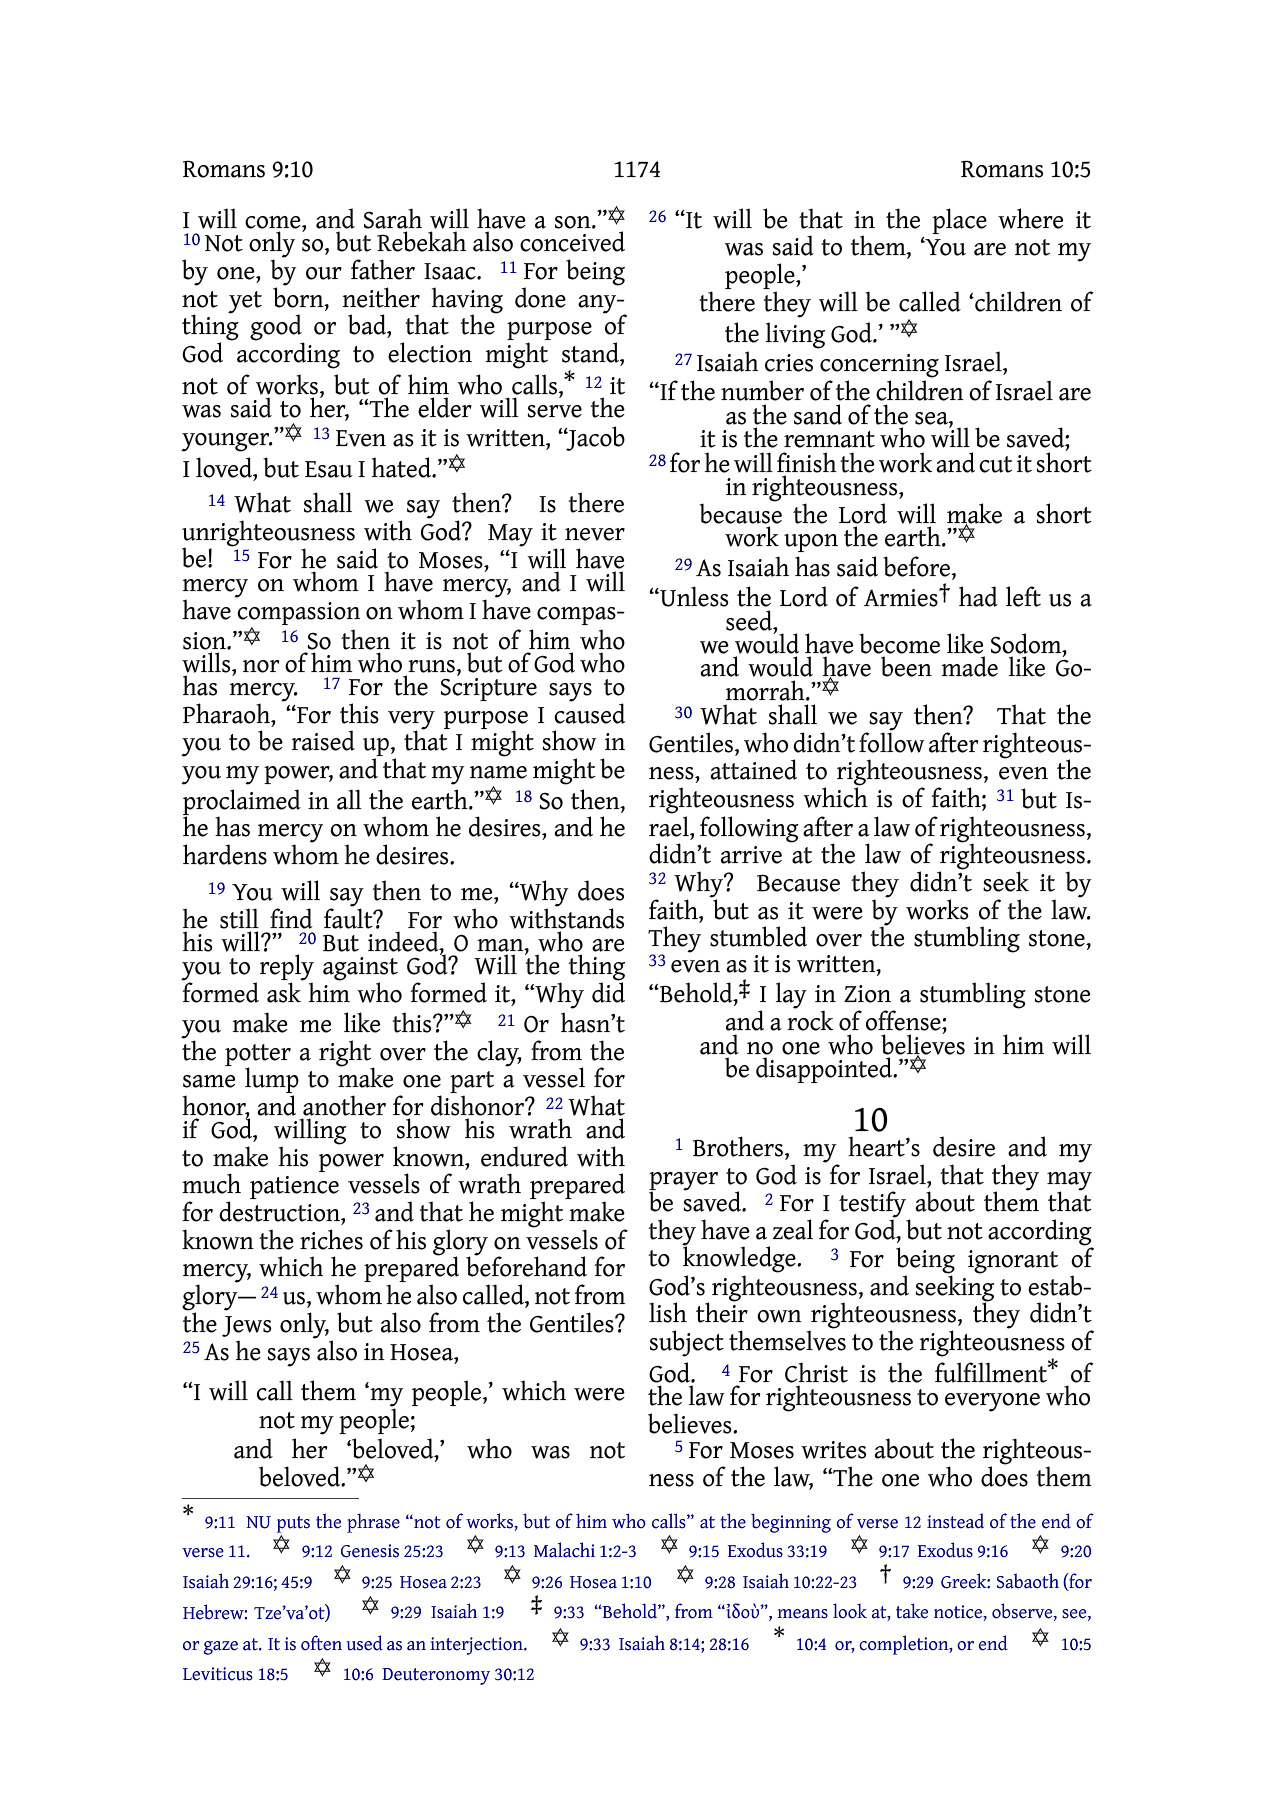 Romans 9:10 1174 Romans 10:5
I will come, and Sarah will have a son.”✡
10 Not only so, but Rebekah also conceived
by one, by our father Isaac. 11 For being
not yet born, neither having done any-
thing good or bad, that the purpose of
God according to election might stand,
not of works, but of him who calls,* 12 it
was said to her, “The elder will serve the
younger.”✡ 13 Even as it is written, “Jacob
I loved, but Esau I hated.”✡
14 What shall we say then? Is there
unrighteousness with God? May it never
be! 15 For he said to Moses, “I will have
mercy on whom I have mercy, and I will
have compassion on whom I have compas-
sion.”✡ 16 So then it is not of him who
wills, nor of him who runs, but of God who
has mercy. 17 For the Scripture says to
Pharaoh, “For this very purpose I caused
you to be raised up, that I might show in
you my power, and that my name might be
proclaimed in all the earth.”✡ 18 So then,
he has mercy on whom he desires, and he
hardens whom he desires.
19 You will say then to me, “Why does
he still find fault? For who withstands
his will?” 20 But indeed, O man, who are
you to reply against God? Will the thing
formed ask him who formed it, “Why did
you make me like this?”✡ 21 Or hasn’t
the potter a right over the clay, from the
same lump to make one part a vessel for
honor, and another for dishonor? 22 What
if God, willing to show his wrath and
to make his power known, endured with
much patience vessels of wrath prepared
for destruction, 23 and that he might make
known the riches of his glory on vessels of
mercy, which he prepared beforehand for
glory— 24 us, whom he also called, not from
the Jews only, but also from the Gentiles?
25 As he says also in Hosea,
“I will call them ‘my people,’ which were
not my people;
and her ‘beloved,’ who was not
beloved.”✡
26 “It will be that in the place where it
was said to them, ‘You are not my
people,’
there they will be called ‘children of
the living God.’ ”✡
27 Isaiah cries concerning Israel,
“If the number of the children of Israel are
as the sand of the sea,
it is the remnant who will be saved;
28 for he will finish the work and cut it short
in righteousness,
because the Lord will make a short
work upon the earth.”✡
29 As Isaiah has said before,
“Unless the Lord of Armies† had left us a
seed,
we would have become like Sodom,
and would have been made like Go-
morrah.”✡
30 What shall we say then? That the
Gentiles, who didn’t follow after righteous-
ness, attained to righteousness, even the
righteousness which is of faith; 31 but Is-
rael, following after a law of righteousness,
didn’t arrive at the law of righteousness.
32 Why? Because they didn’t seek it by
faith, but as it were by works of the law.
They stumbled over the stumbling stone,
33 even as it is written,
“Behold,‡ I lay in Zion a stumbling stone
and a rock of offense;
and no one who believes in him will
be disappointed.”✡
10
1 Brothers, my heart’s desire and my
prayer to God is for Israel, that they may
be saved. 2 For I testify about them that
they have a zeal for God, but not according
to knowledge. 3 For being ignorant of
God’s righteousness, and seeking to estab-
lish their own righteousness, they didn’t
subject themselves to the righteousness of
God. 4 For Christ is the fulfillment* of
the law for righteousness to everyone who
believes.
5 For Moses writes about the righteous-
ness of the law, “The one who does them
* 9:11 NU puts the phrase “not of works, but of him who calls” at the beginning of verse 12 instead of the end of
verse 11. ✡ 9:12 Genesis 25:23 ✡ 9:13 Malachi 1:2-3 ✡ 9:15 Exodus 33:19 ✡ 9:17 Exodus 9:16 ✡ 9:20
Isaiah 29:16; 45:9 ✡ 9:25 Hosea 2:23 ✡ 9:26 Hosea 1:10 ✡ 9:28 Isaiah 10:22-23 † 9:29 Greek: Sabaoth (for
Hebrew: Tze’va’ot) ✡ 9:29 Isaiah 1:9 ‡ 9:33 “Behold”, from “ἰδοὺ”, means look at, take notice, observe, see,
or gaze at. It is often used as an interjection. ✡ 9:33 Isaiah 8:14; 28:16 * 10:4 or, completion, or end ✡ 10:5
Leviticus 18:5 ✡ 10:6 Deuteronomy 30:12